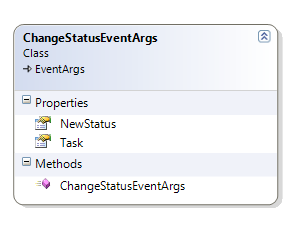 ChangeStatusEventArgs
Class
EventArgs
Properties
NewStatus
Task
Methods
ChangeStatusEventArgs